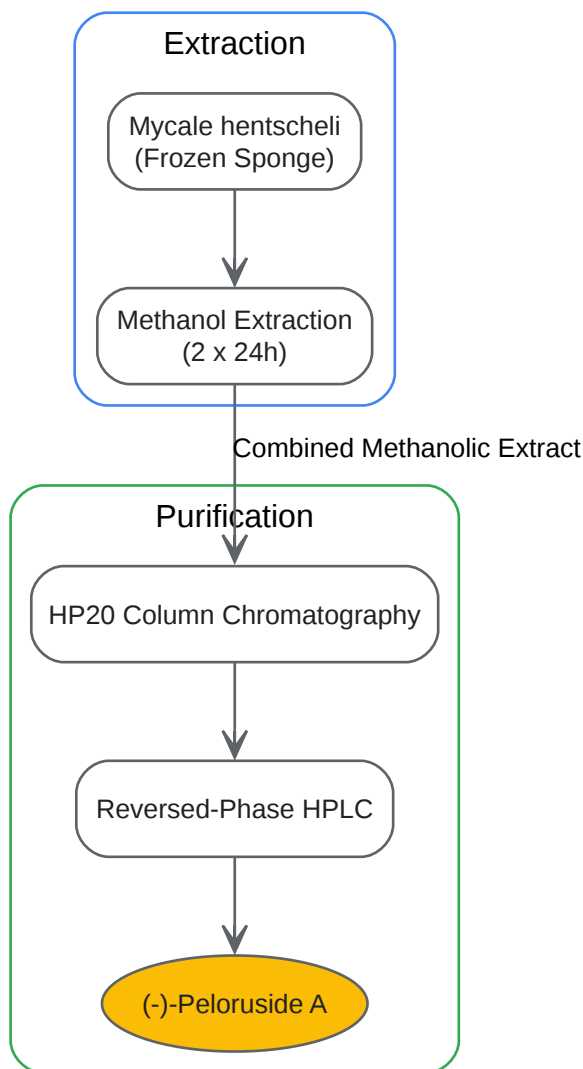 Extraction
Mycale hentscheli
(Frozen Sponge)
Methanol Extraction
(2 x 24h)
Combined Methanolic Extract
Purification
HP20 Column Chromatography
Reversed-Phase HPLC
(-)-Peloruside A